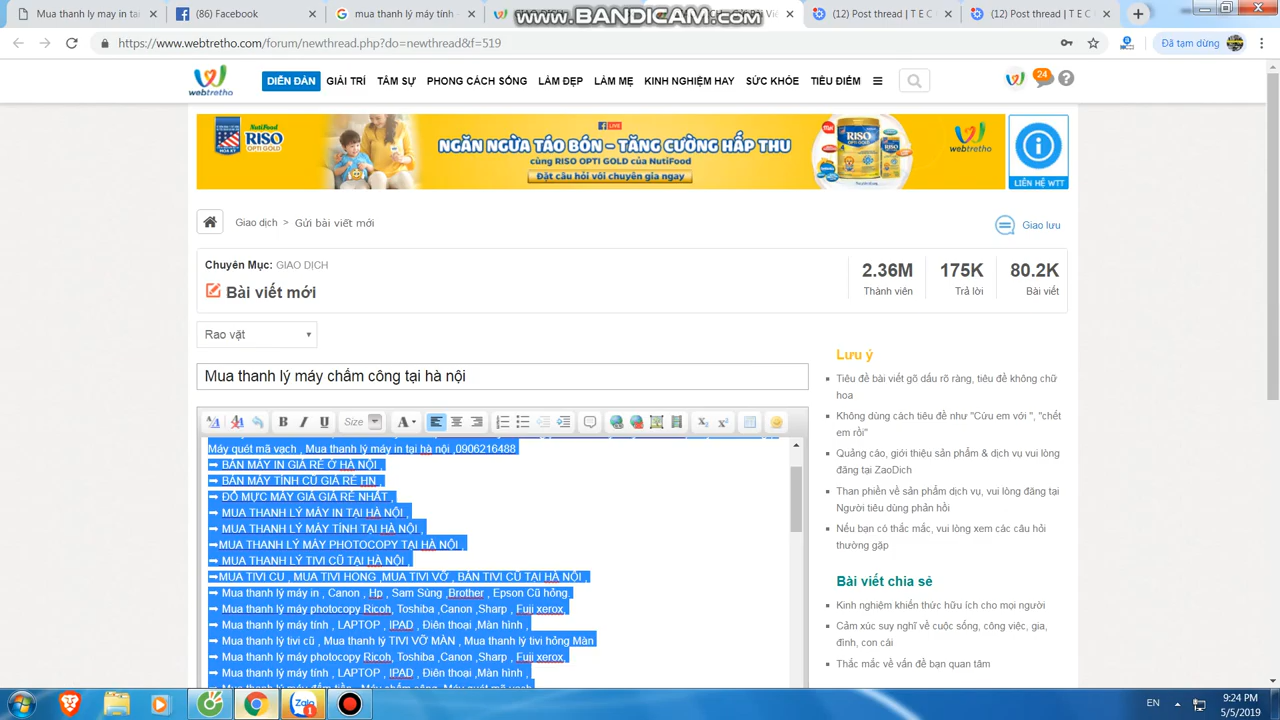 Mua thanh lý may in tai
(86) Facebook
mua thanh lý máy tính
www.BANDICAM.com
(12) Post thread | T E C
(12) Post thread | T E C
https://www.webtretho.com/forum/newthread.php?do=newthread&f=519
Đã tạm dừng
webtretho
DIỄN ĐÀN GIẢI TRÍ TÂM SỰ PHONG CÁCH SỐNG LÀM ĐẸP LÀM MẸ KINH NGHIỆM HAY SỨC KHỎE TIÊU ĐIỂM
24
NutiFood
RISO
OPTI GOLD
LIVE
NGĂN NGỪA TÁO BÓN - TĂNG CƯỜNG HẤP THU
cùng RISO OPTI GOLD của NutiFood
Đặt câu hỏi với chuyên gia ngay
RISO
webtretho
LIÊN HỆ WTT
Giao dịch > Gửi bài viết mới
Giao lưu
Chuyên Mục: GIAO DỊCH
Bài viết mới
2.36M 175K 80.2K
Thành viên Trả lời Bài viết
Rao vặt
Mua thanh lý máy chấm công tại hà nội
Size
Máy quét mã vạch , Mua thanh lý máy in tại hà nội ,0906216488
➡ BÁN MÁY IN GIÁ RẺ Ở HÀ NỘI ,
➡ BÁN MÁY TÍNH CŨ GIÁ RẺ HN ,
➡ ĐỔ MỰC MÁY GIÁ GIÁ RẺ NHẤT ,
➡ MUA THANH LÝ MÁY IN TẠI HÀ NỘI ,
➡ MUA THANH LÝ MÁY TÍNH TẠI HÀ NỘI ,
➡MUA THANH LÝ MÁY PHOTOCOPY TẠI HÀ NỘI ,
➡ MUA THANH LÝ TIVI CŨ TẠI HÀ NỘI ,
➡MUA TIVI CU , MUA TIVI HONG ,MUA TIVI VỠ , BÁN TIVI CŨ TẠI HÀ NỘI ,
➡ Mua thanh lý máy in , Canon , Hp , Sam Sùng ,Brother , Epson Cũ hỏng.
➡ Mua thanh lý máy photocopy Ricoh, Toshiba ,Canon ,Sharp , Fuji xerox,
➡ Mua thanh lý máy tính , LAPTOP , IPAD , Điện thoại ,Màn hình ,
➡ Mua thanh lý tivi cũ , Mua thanh lý TIVI VỠ MÀN , Mua thanh lý tivi hỏng Màn
➡ Mua thanh lý máy photocopy Ricoh, Toshiba ,Canon ,Sharp , Fuji xerox,
➡ Mua thanh lý máy tính , LAPTOP , IPAD , Điện thoại ,Màn hình ,
➡ Mua thanh lý máy đếm tiền , Máy chấm công ,Máy quét mã vạch
Lưu ý
Tiêu đề bài viết gõ dấu rõ ràng, tiêu đề không chữ
hoa
Không dùng cách tiêu đề như "Cứu em với ", "chết
em rồi"
Quảng cáo, giới thiệu sản phẩm & dịch vụ vui lòng
đăng tại ZaoDich
Than phiền về sản phẩm dịch vụ, vui lòng đăng tại
Người tiêu dùng phản hồi
Nếu bạn có thắc mắc, vui lòng xem các câu hỏi
thường gặp
Bài viết chia sẻ
Kinh nghiệm khiến thức hữu ích cho mọi người
Cảm xúc suy nghĩ về cuộc sống, công việc, gia
đình, con cái
Thắc mắc về vấn đề bạn quan tâm
Zalo
1
EN
9:24 PM
5/5/2019